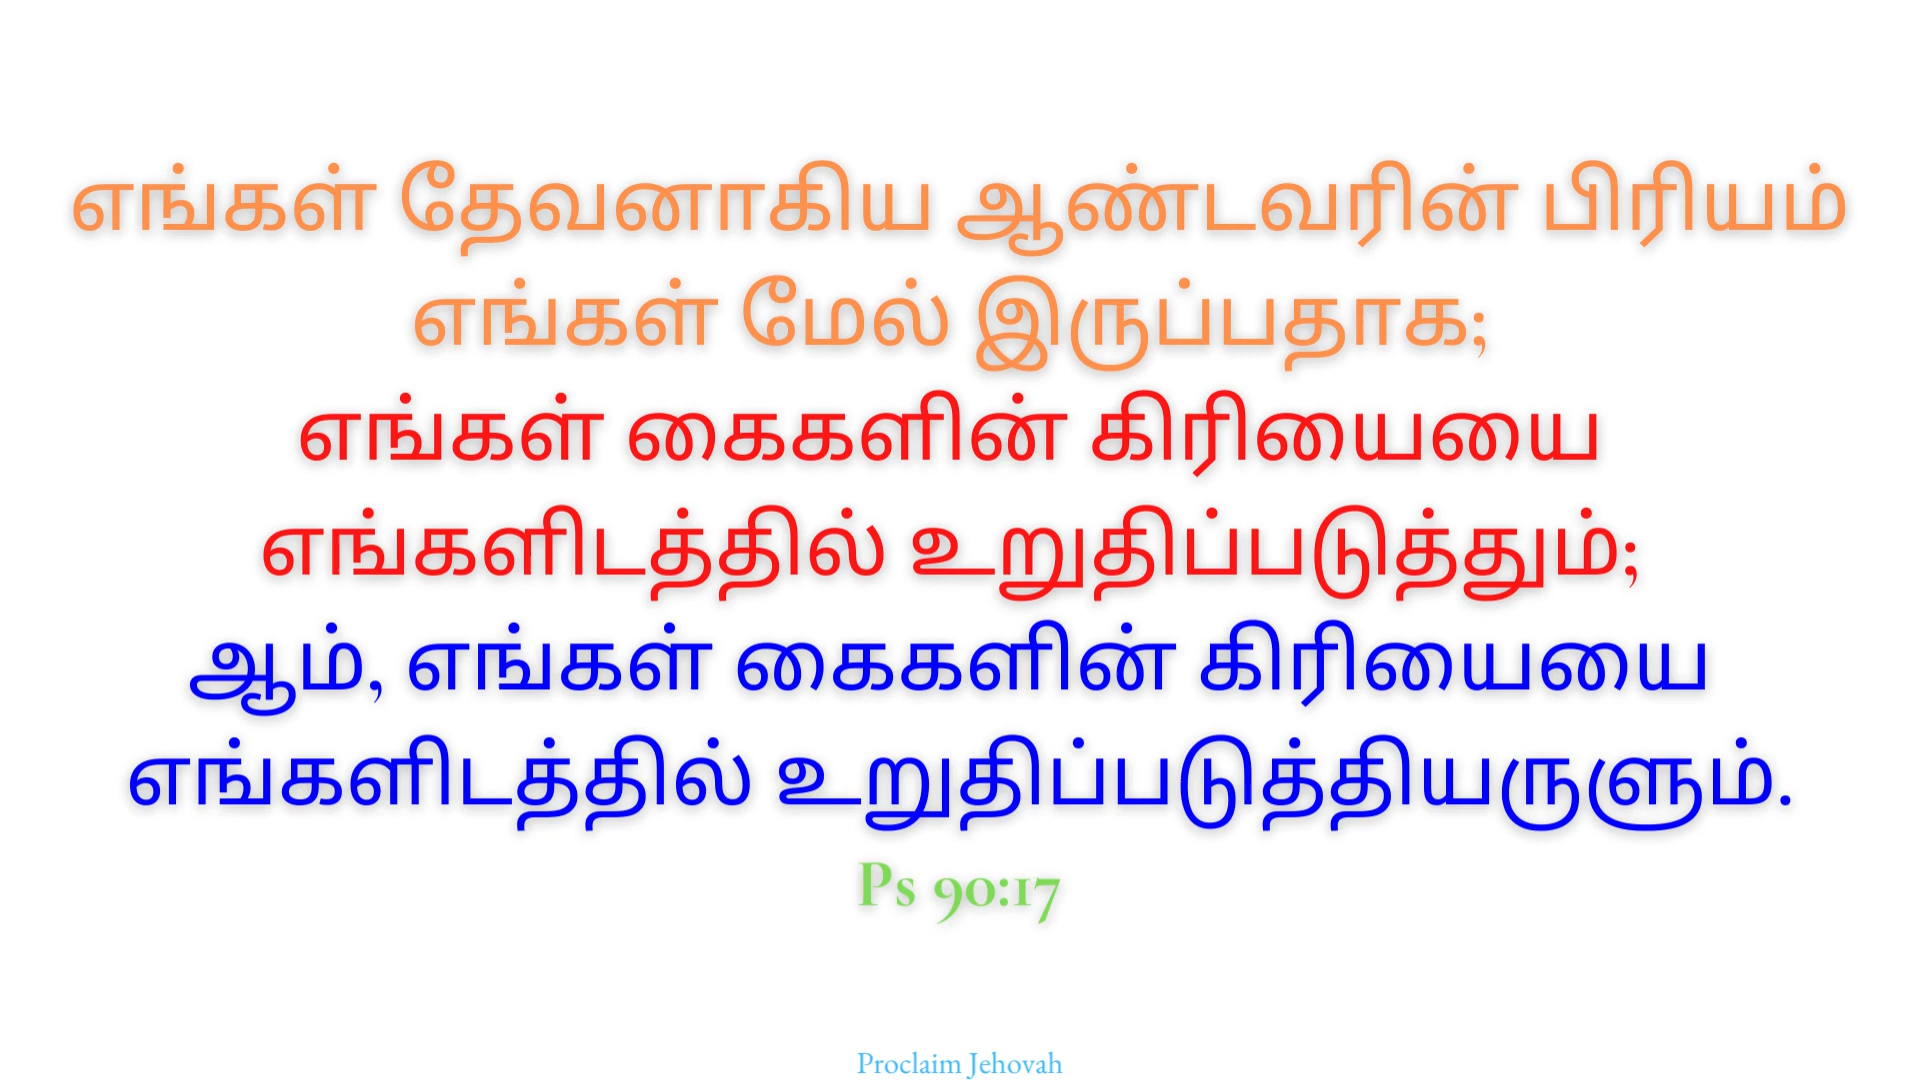 எங்கள் தேவனாகிய ஆண்டவரின் பிரியம்
எங்கள் மேல் இருப்பதாக;
எங்கள் கைகளின் கிரியையை
எங்களிடத்தில் உறுதிப்படுத்தும்;
ஆம், எங்கள் கைகளின் கிரியையை
எங்களிடத்தில் உறுதிப்படுத்தியருளும்.
Ps 90:17
Proclaim Jehovah